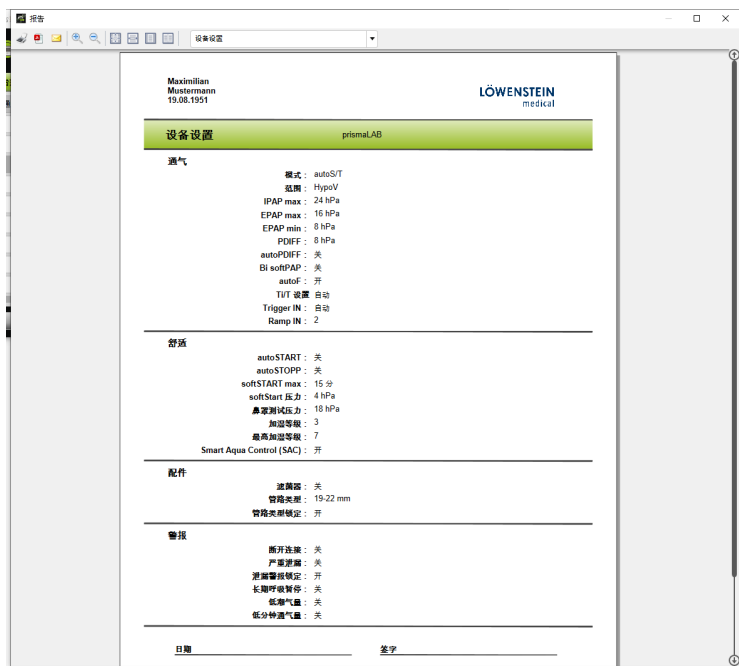 报告
设备设置
Maximilian
Mustermann
19.08.1951
LÖWENSTEIN
medical
设备设置 prismaLAB
通气
模式： autoS/T
范围： HypoV
IPAP max： 24 hPa
EPAP max： 16 hPa
EPAP min： 8 hPa
PDIFF： 8 hPa
autoPDIFF： 关
Bi softPAP： 关
autoF： 开
Ti/T 设置 自动
Trigger IN： 自动
Ramp IN： 2
舒适
autoSTART： 关
autoSTOPP： 关
softSTART max： 15 分
softStart 压力： 4 hPa
鼻罩测试压力： 18 hPa
加湿等级： 3
最高加湿等级： 7
Smart Aqua Control (SAC)： 开
配件
滤菌器： 关
管路类型： 19-22 mm
管路类型锁定： 开
警报
断开连接： 关
严重泄漏： 关
泄漏警报锁定： 开
长期呼吸暂停： 关
低潮气量： 关
低分钟通气量： 关
日期 签字